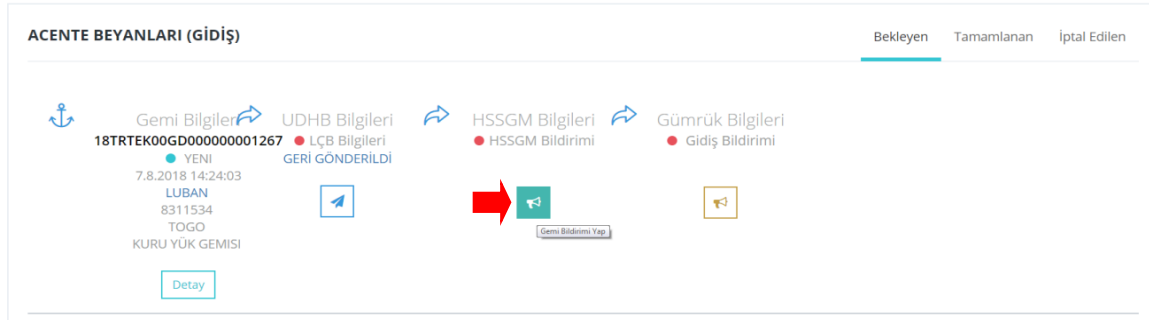 ACENTE BEYANLARI (GİDİŞ)
Bekleyen Tamamlanan İptal Edilen
Gemi Bilgileri
18TRTEK00GD000000001267
YENI
7.8.2018 14:24:03
LUBAN
8311534
TOGO
KURU YÜK GEMISI
Detay
UDHB Bilgileri
LÇB Bilgileri
GERİ GÖNDERİLDİ
HSSGM Bilgileri
HSSGM Bildirimi
Gemi Bildirimi Yap
Gümrük Bilgileri
Gidiş Bildirimi